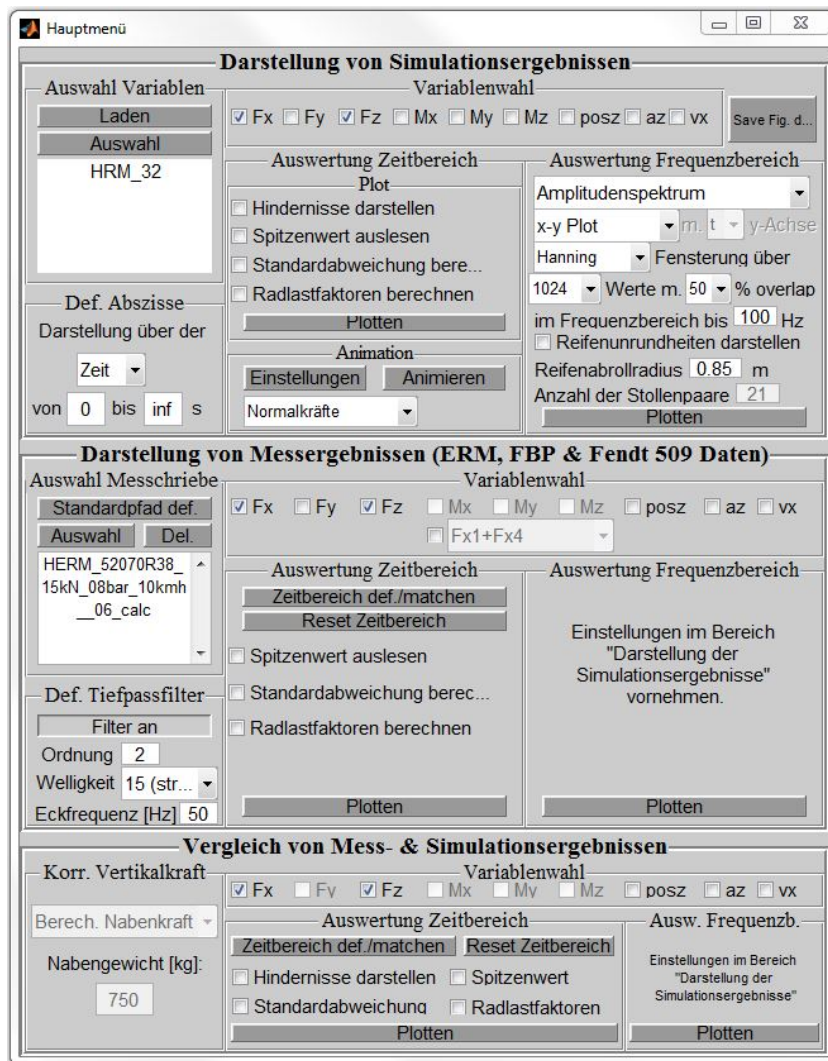 Hauptmenü
Darstellung von Simulationsergebnissen
Auswahl Variablen
Laden
Auswahl
HRM_32
Variablenwahl
Fx Fy Fz Mx My Mz posz az vx
Save Fig. d...
Auswertung Zeitbereich
Plot
Hindernisse darstellen
Spitzenwert auslesen
Standardabweichung bere...
Radlastfaktoren berechnen
Plotten
Animation
Einstellungen Animieren
Normalkräfte
Auswertung Frequenzbereich
Amplitudenspektrum
x-y Plot m. t y-Achse
Hanning Fensterung über
1024 Werte m. 50 % overlap
im Frequenzbereich bis 100 Hz
Reifenunrundheiten darstellen
Reifenabrollradius 0.85 m
Anzahl der Stollenpaare 21
Plotten
Def. Abszisse
Darstellung über der
Zeit
von 0 bis inf s
Darstellung von Messergebnissen (ERM, FBP & Fendt 509 Daten)
Auswahl Messchriebe
Standardpfad def.
Auswahl Del.
HERM_52070R38_
15kN_08bar_10kmh
__06_calc
Variablenwahl
Fx Fy Fz Mx My Mz posz az vx
Fx1+Fx4
Auswertung Zeitbereich
Zeitbereich def./matchen
Reset Zeitbereich
Spitzenwert auslesen
Standardabweichung berec...
Radlastfaktoren berechnen
Plotten
Auswertung Frequenzbereich
Einstellungen im Bereich
"Darstellung der
Simulationsergebnisse"
vornehmen.
Plotten
Def. Tiefpassfilter
Filter an
Ordnung 2
Welligkeit 15 (str...
Eckfrequenz [Hz] 50
Vergleich von Mess- & Simulationsergebnissen
Korr. Vertikalkraft
Berech. Nabenkraft
Nabengewicht [kg]:
750
Variablenwahl
Fx Fy Fz Mx My Mz posz az vx
Auswertung Zeitbereich
Zeitbereich def./matchen Reset Zeitbereich
Hindernisse darstellen Spitzenwert
Standardabweichung Radlastfaktoren
Plotten
Ausw. Frequenzb.
Einstellungen im Bereich
"Darstellung der
Simulationsergebnisse"
Plotten